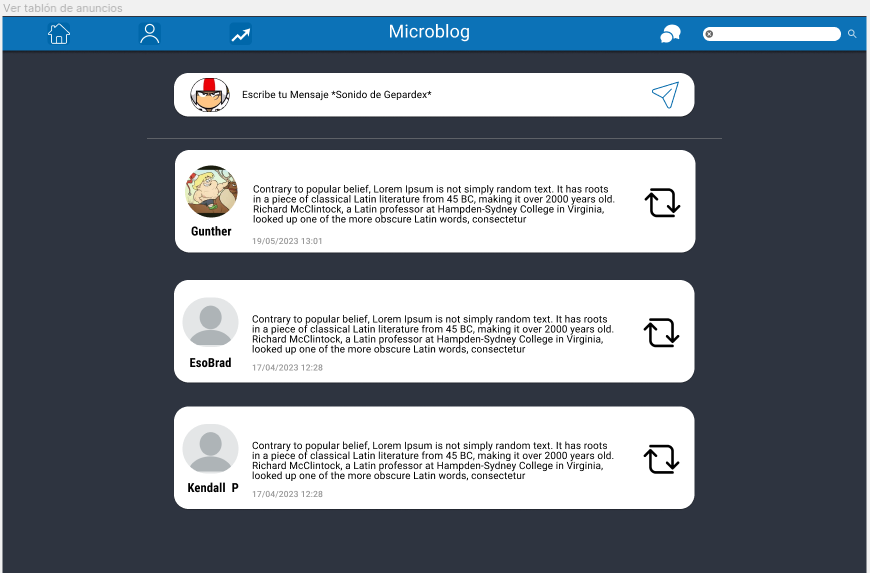 Ver tablón de anuncios
Microblog
Escribe tu Mensaje *Sonido de Gepardex*
Contrary to popular belief, Lorem Ipsum is not simply random text. It has roots
in a piece of classical Latin literature from 45 BC, making it over 2000 years old.
Richard McClintock, a Latin professor at Hampden-Sydney College in Virginia,
looked up one of the more obscure Latin words, consectetur
Gunther
19/05/2023 13:01
Contrary to popular belief, Lorem Ipsum is not simply random text. It has roots
in a piece of classical Latin literature from 45 BC, making it over 2000 years old.
Richard McClintock, a Latin professor at Hampden-Sydney College in Virginia,
looked up one of the more obscure Latin words, consectetur
EsoBrad
17/04/2023 12:28
Contrary to popular belief, Lorem Ipsum is not simply random text. It has roots
in a piece of classical Latin literature from 45 BC, making it over 2000 years old.
Richard McClintock, a Latin professor at Hampden-Sydney College in Virginia,
looked up one of the more obscure Latin words, consectetur
Kendall P
17/04/2023 12:28